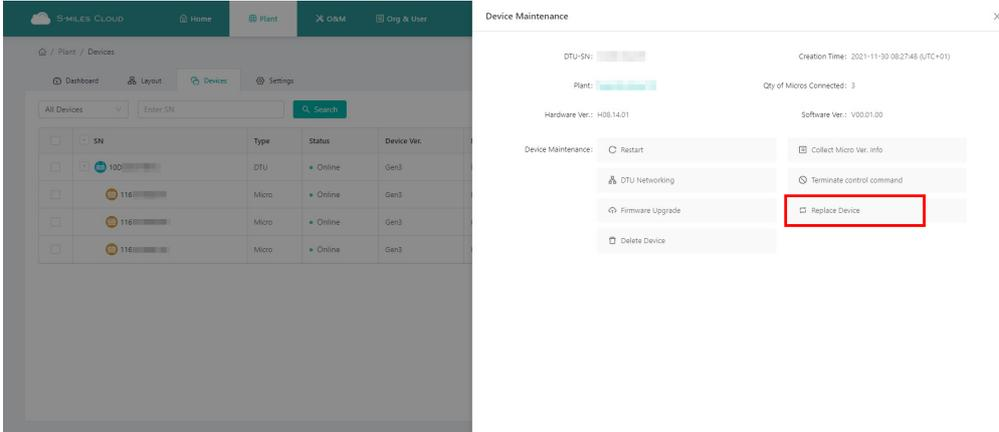 S-MILES CLOUD
Home
Plant
O&M
Org & User
/ Plant / Devices
Dashboard
Layout
Devices
Settings
All Devices
Enter SN
Search
SN Type Status Device Ver.
10D DTU Online Gen3
116 Micro Online Gen3
116 Micro Online Gen3
116 Micro Online Gen3
Device Maintenance
DTU-SN:
Creation Time: 2021-11-30 08:27:48 (UTC+01)
Plant:
Qty of Micros Connected: 3
Hardware Ver.: H08.14.01
Software Ver.: V00.01.00
Device Maintenance:
Restart
Collect Micro Ver. Info
DTU Networking
Terminate control command
Firmware Upgrade
Replace Device
Delete Device